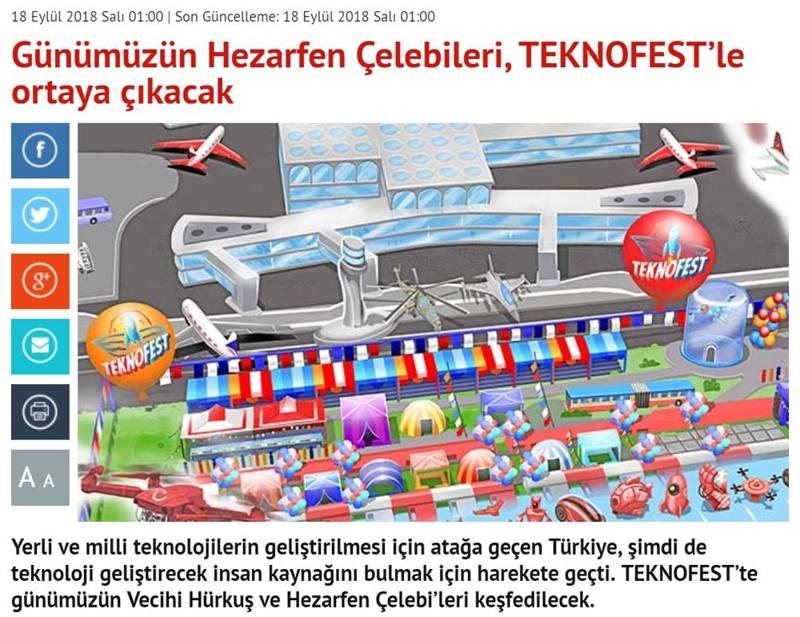 18 Eylül 2018 Salı 01:00 | Son Güncelleme: 18 Eylül 2018 Salı 01:00
Günümüzün Hezarfen Çelebileri, TEKNOFEST’le
ortaya çıkacak
f
g+
TEKNOFEST
TEKNOFEST
A A
Yerli ve milli teknolojilerin geliştirilmesi için atağa geçen Türkiye, şimdi de
teknoloji geliştirecek insan kaynağını bulmak için harekete geçti. TEKNOFEST’te
günümüzün Vecihi Hürkuş ve Hezarfen Çelebi’leri keşfedilecek.